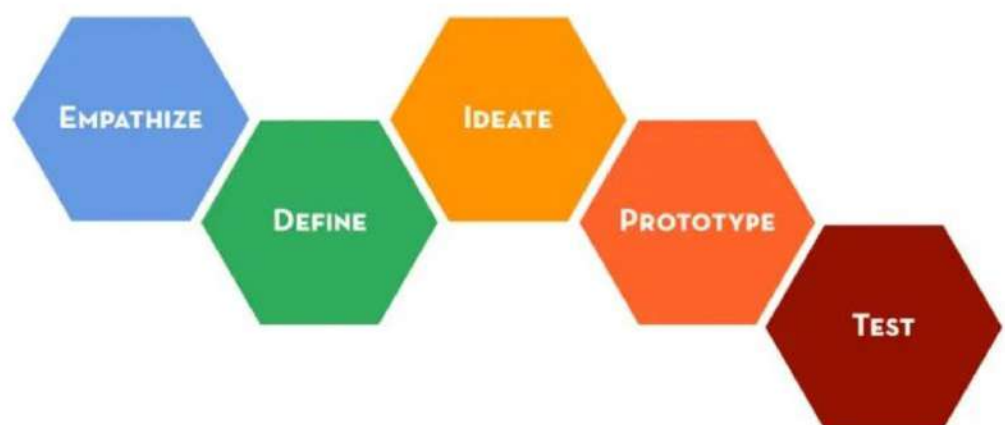 EMPATHIZE
DEFINE
IDEATE
PROTOTYPE
TEST